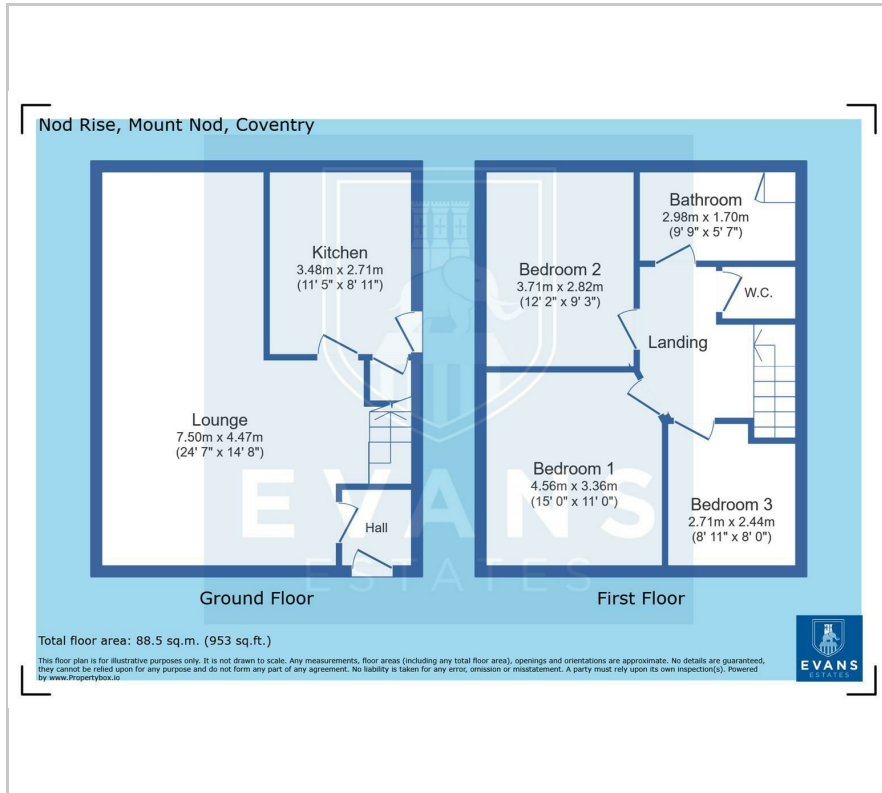 Nod Rise, Mount Nod, Coventry
Kitchen
3.48m x 2.71m
(11' 5" x 8' 11")
Lounge
7.50m x 4.47m
(24' 7" x 14' 8")
Hall
Ground Floor
Bathroom
2.98m x 1.70m
(9' 9" x 5' 7")
Bedroom 2
3.71m x 2.82m
(12' 2" x 9' 3")
W.C.
Landing
Bedroom 1
4.56m x 3.36m
(15' 0" x 11' 0")
Bedroom 3
2.71m x 2.44m
(8' 11" x 8' 0")
First Floor
EVANS
ESTATES
Total floor area: 88.5 sq.m. (953 sq.ft.)
This floor plan is for illustrative purposes only. It is not drawn to scale. Any measurements, floor areas (including any total floor area), openings and orientations are approximate. No details are guaranteed,
they cannot be relied upon for any purpose and do not form any part of any agreement. No liability is taken for any error, omission or misstatement. A party must rely upon its own inspection(s). Powered
by www.Propertybox.io
EVANS
ESTATES